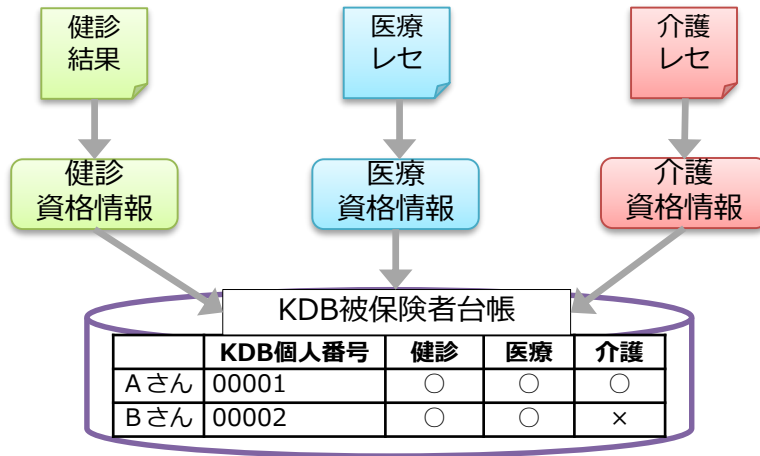 健診
結果
医療
レセ
介護
レセ
健診
資格情報
医療
資格情報
介護
資格情報
KDB被保険者台帳
KDB個人番号 健診 医療 介護
Aさん 00001 ○ ○ ○
Bさん 00002 ○ ○ ×